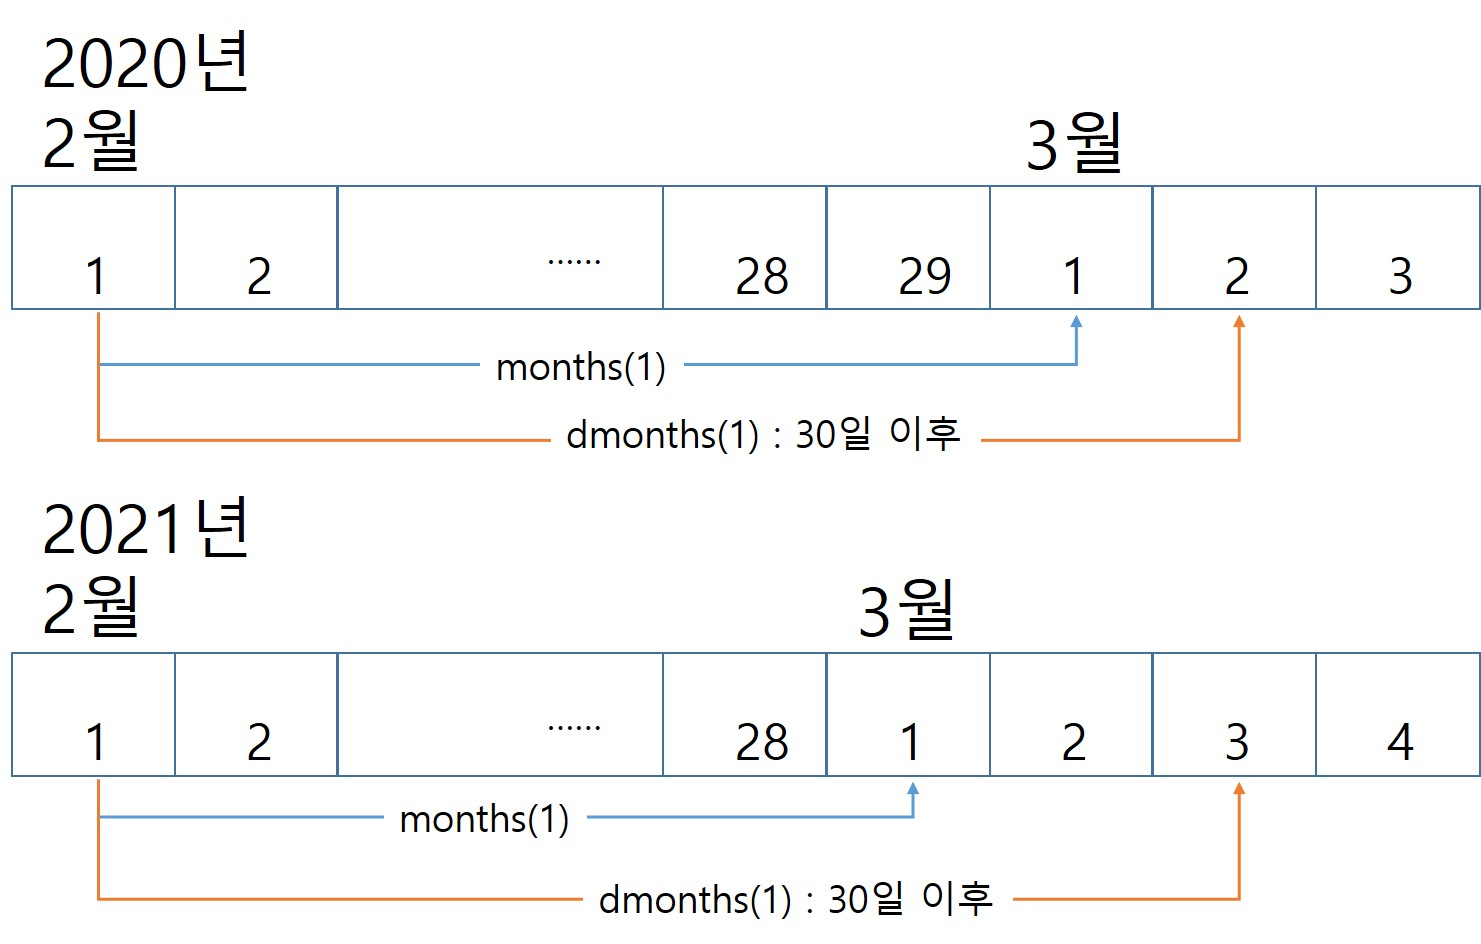 2020년
2월
3월
1 2 ...... 28 29 1 2 3
months(1)
dmonths(1) : 30일 이후
2021년
2월
3월
1 2 ...... 28 1 2 3 4
months(1)
dmonths(1) : 30일 이후